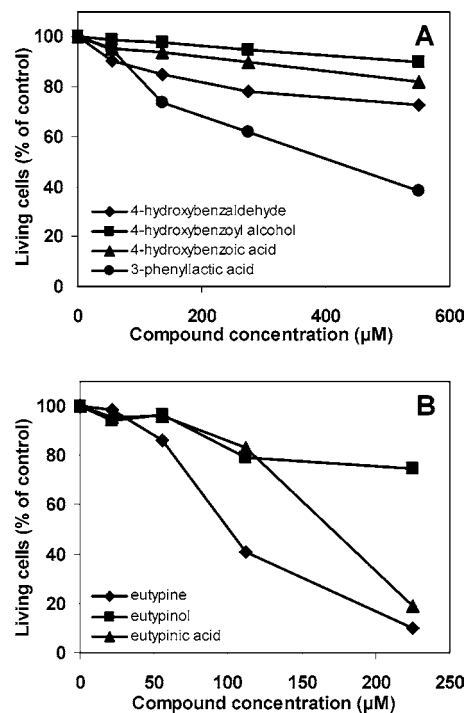 A
Living cells (% of control)
100
80
60
40
20
0
4-hydroxybenzaldehyde
4-hydroxybenzoyl alcohol
4-hydroxybenzoic acid
3-phenyllactic acid
0 200 400 600
Compound concentration (µM)
B
Living cells (% of control)
100
80
60
40
20
0
eutypine
eutypinol
eutypinic acid
0 50 100 150 200 250
Compound concentration (µM)